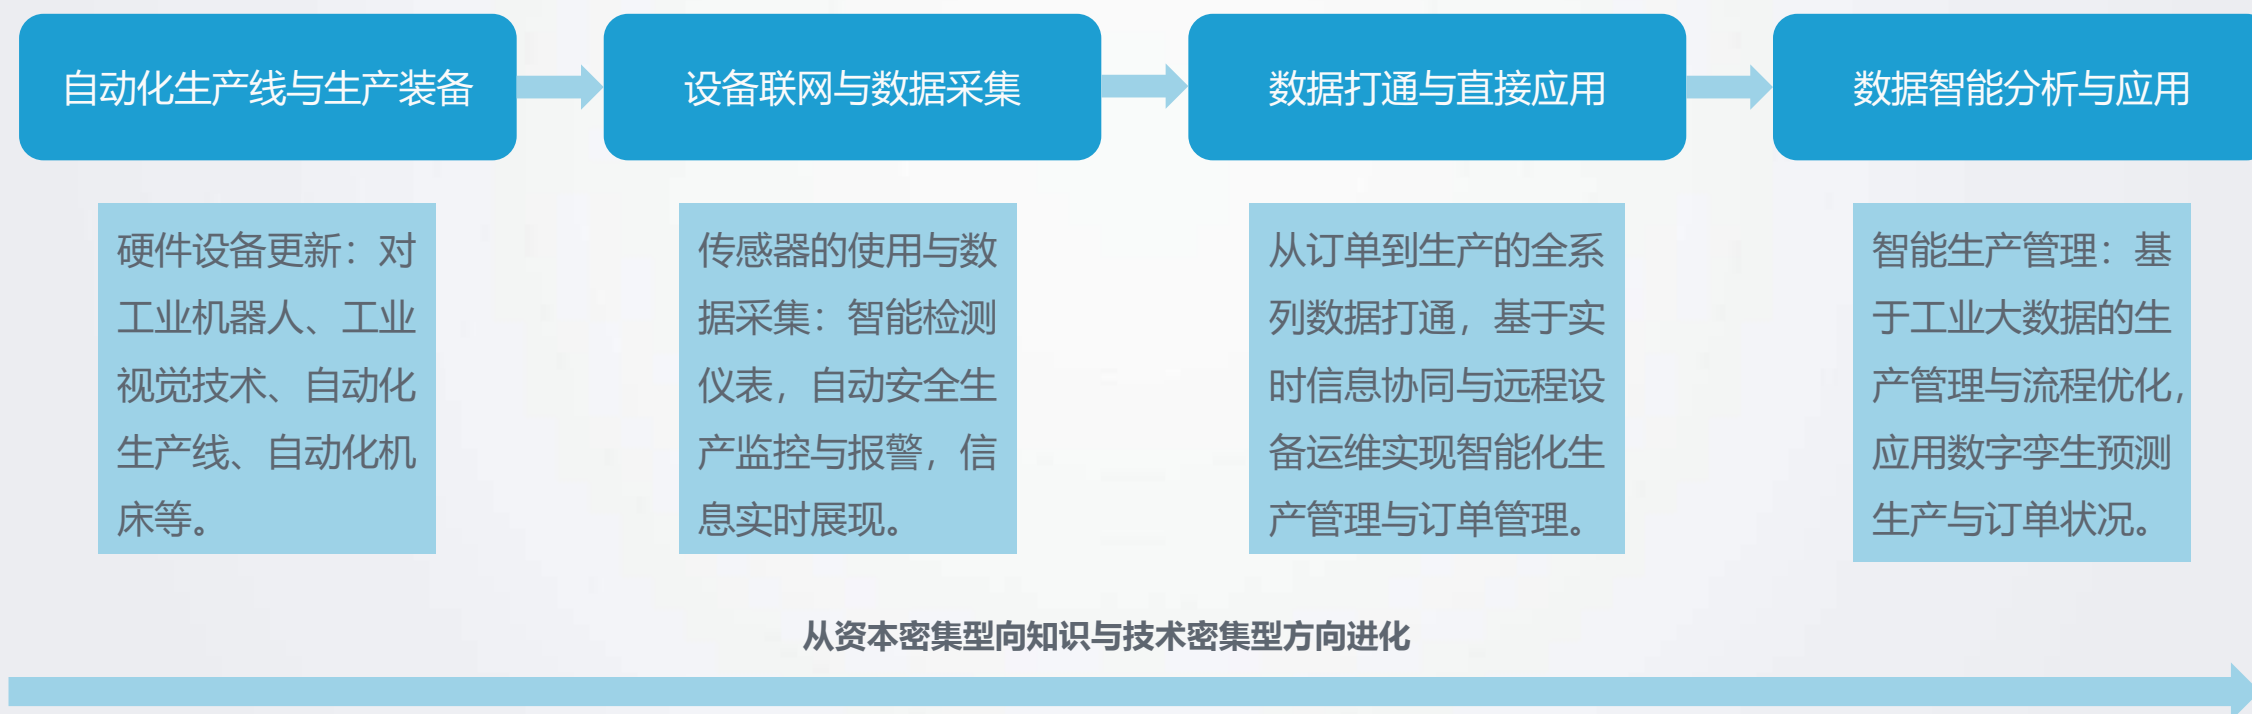 自动化生产线与生产装备
设备联网与数据采集
数据打通与直接应用
数据智能分析与应用
硬件设备更新：对
工业机器人、工业
视觉技术、自动化
生产线、自动化机
床等。
传感器的使用与数
据采集：智能检测
仪表，自动安全生
产监控与报警，信
息实时展现。
从订单到生产的全系
列数据打通，基于实
时信息协同与远程设
备运维实现智能化生
产管理与订单管理。
智能生产管理：基
于工业大数据的生
产管理与流程优化，
应用数字孪生预测
生产与订单状况。
从资本密集型向知识与技术密集型方向进化